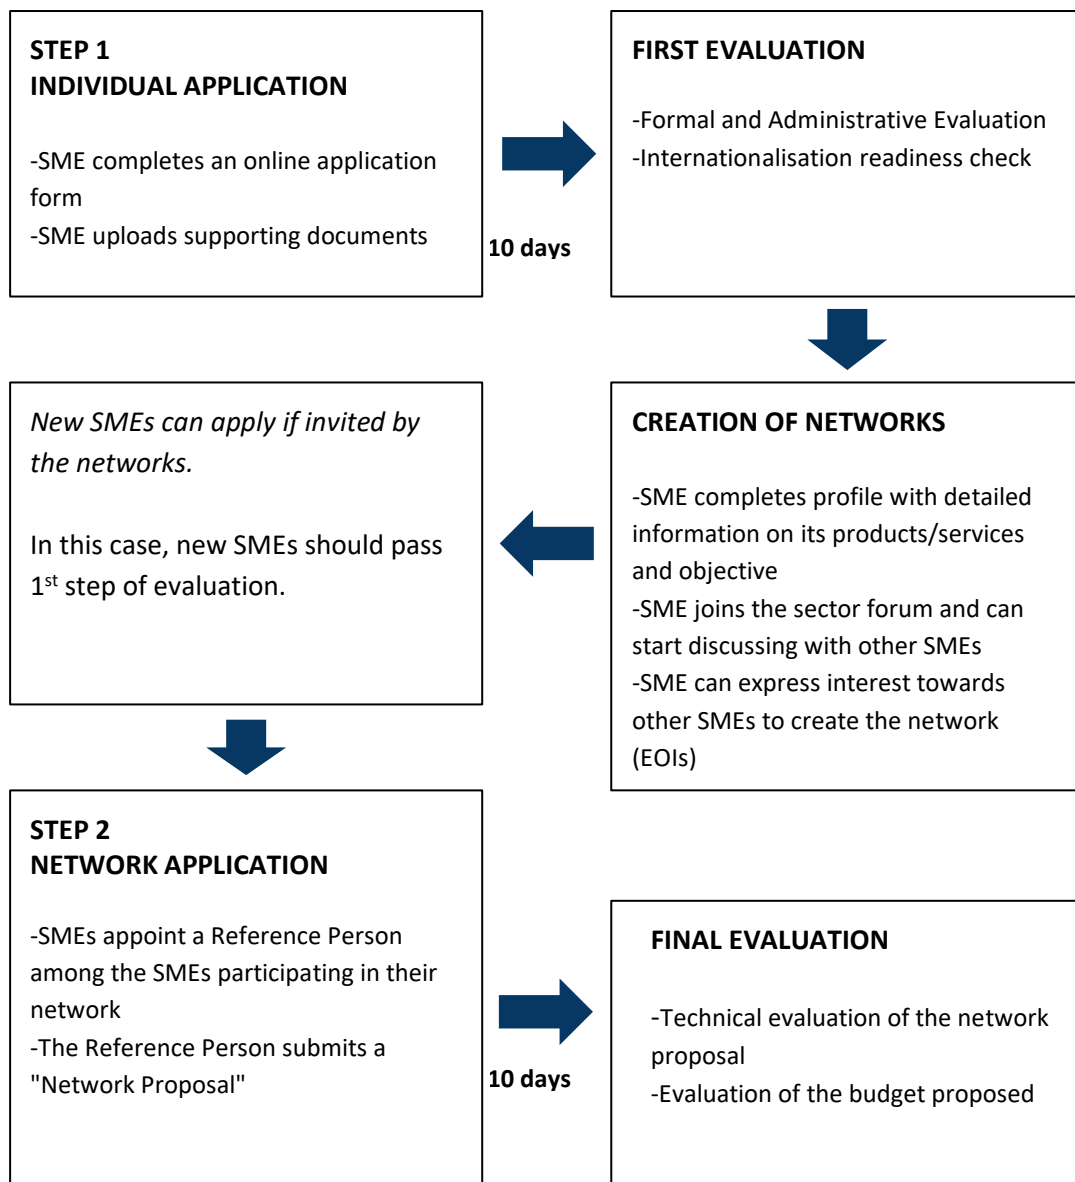 STEP 1
INDIVIDUAL APPLICATION
-SME completes an online application
form
-SME uploads supporting documents
10 days
FIRST EVALUATION
-Formal and Administrative Evaluation
-Internationalisation readiness check
CREATION OF NETWORKS
-SME completes profile with detailed
information on its products/services
and objective
-SME joins the sector forum and can
start discussing with other SMEs
-SME can express interest towards
other SMEs to create the network
(EOIs)
New SMEs can apply if invited by
the networks.
In this case, new SMEs should pass
1st step of evaluation.
STEP 2
NETWORK APPLICATION
-SMEs appoint a Reference Person
among the SMEs participating in their
network
-The Reference Person submits a
"Network Proposal"
10 days
FINAL EVALUATION
-Technical evaluation of the network
proposal
-Evaluation of the budget proposed